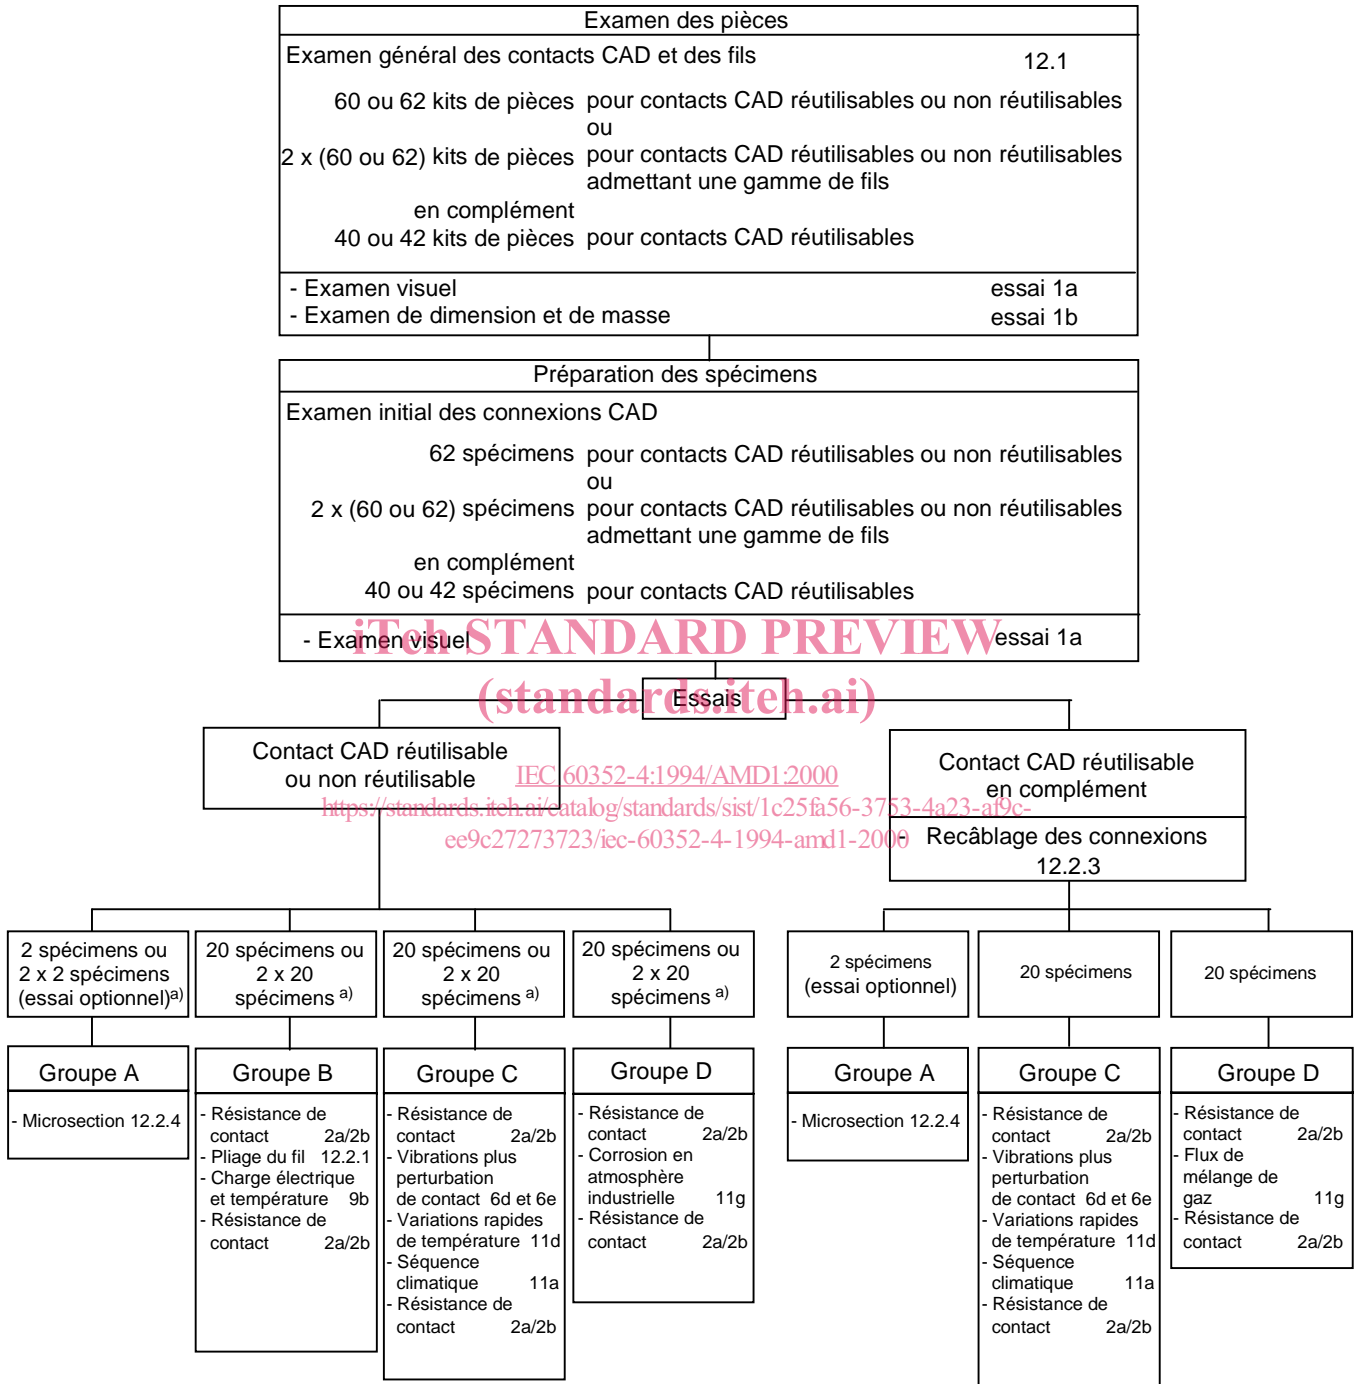 Examen des pièces
Examen général des contacts CAD et des fils 12.1
60 ou 62 kits de pièces pour contacts CAD réutilisables ou non réutilisables
ou
2 x (60 ou 62) kits de pièces pour contacts CAD réutilisables ou non réutilisables
admettant une gamme de fils
en complément
40 ou 42 kits de pièces pour contacts CAD réutilisables
- Examen visuel essai 1a
- Examen de dimension et de masse essai 1b
Préparation des spécimens
Examen initial des connexions CAD
62 spécimens pour contacts CAD réutilisables ou non réutilisables
ou
2 x (60 ou 62) spécimens pour contacts CAD réutilisables ou non réutilisables
admettant une gamme de fils
en complément
40 ou 42 spécimens pour contacts CAD réutilisables
- Examen visuel essai 1a
iTeh STANDARD PREVIEW
(standards.iteh.ai)
Essais
Contact CAD réutilisable
ou non réutilisable
IEC 60352-4:1994/AMD1:2000
https://standards.iteh.ai/catalog/standards/sist/1c25fa56-3753-4a23-af9c-
ee9c27273723/iec-60352-4-1994-amd1-2000
Contact CAD réutilisable
en complément
- Recâblage des connexions
12.2.3
2 spécimens ou
2 x 2 spécimens
(essai optionnel)a)
20 spécimens ou
2 x 20
spécimens a)
20 spécimens ou
2 x 20
spécimens a)
20 spécimens ou
2 x 20
spécimens a)
2 spécimens
(essai optionnel)
20 spécimens
20 spécimens
Groupe A
- Microsection 12.2.4
Groupe B
- Résistance de
contact 2a/2b
- Pliage du fil 12.2.1
- Charge électrique
et température 9b
- Résistance de
contact 2a/2b
Groupe C
- Résistance de
contact 2a/2b
- Vibrations plus
perturbation
de contact 6d et 6e
- Variations rapides
de température 11d
- Séquence
climatique 11a
- Résistance de
contact 2a/2b
Groupe D
- Résistance de
contact 2a/2b
- Corrosion en
atmosphère
industrielle 11g
- Résistance de
contact 2a/2b
Groupe A
- Microsection 12.2.4
Groupe C
- Résistance de
contact 2a/2b
- Vibrations plus
perturbation
de contact 6d et 6e
- Variations rapides
de température 11d
- Séquence
climatique 11a
- Résistance de
contact 2a/2b
Groupe D
- Résistance de
contact 2a/2b
- Flux de
mélange de
gaz 11g
- Résistance de
contact 2a/2b